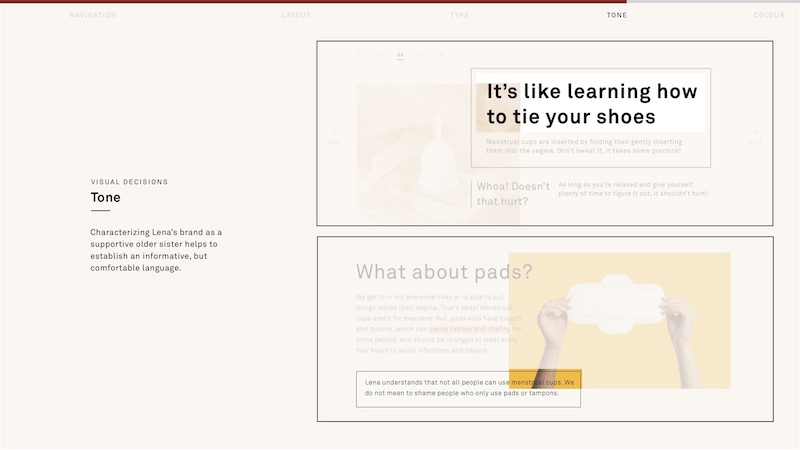 NAVIGATION
LAYOUT
TYPE
TONE
COLOUR
VISUAL DECISIONS
Tone
Characterizing Lena's brand as a
supportive older sister helps to
establish an informative, but
comfortable language.
It's like learning how
to tie your shoes
Menstrual cups are inserted by folding then gently inserting
them into the vagina. Don't sweat it, it takes some practice!
Whoa! Doesn't
that hurt?
As long as you're relaxed and give yourself
plenty of time to figure it out, it shouldn't hurt!
What about pads?
We get it — not everyone likes or is able to put
things inside their vagina. That's okay! Menstrual
cups aren't for everyone. But, pads also have bleach
and dioxins, which can cause rashes and chafing for
some people, and should be changed at least every
four hours to avoid infections and odours.
Lena understands that not all people can use menstrual cups. We
do not mean to shame people who only use pads or tampons.